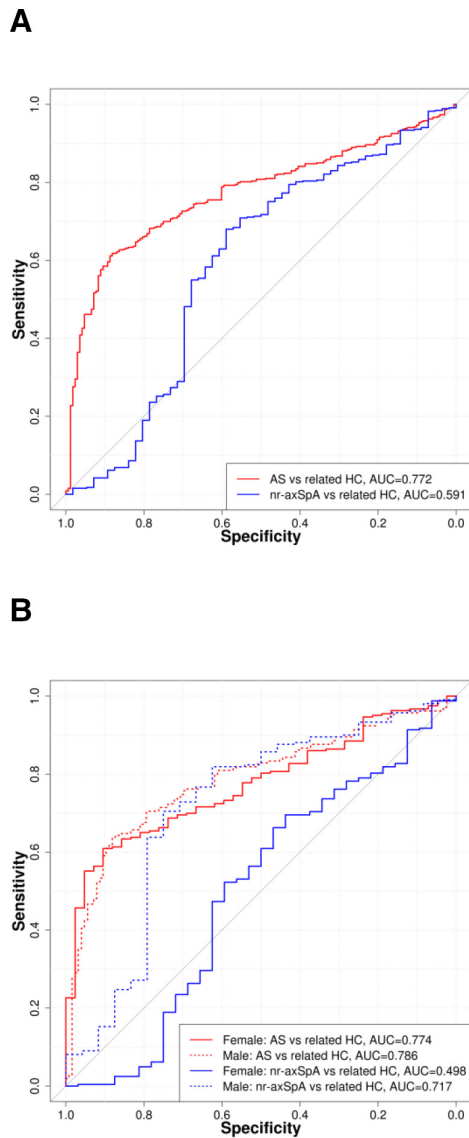 A
1.0
0.8
0.6
0.4
0.2
0.0
Sensitivity
AS vs related HC, AUC=0.772
nr-axSpA vs related HC, AUC=0.591
1.0 0.8 0.6 0.4 0.2 0.0
Specificity
B
1.0
0.8
0.6
0.4
0.2
0.0
Sensitivity
Female: AS vs related HC, AUC=0.774
Male: AS vs related HC, AUC=0.786
Female: nr-axSpA vs related HC, AUC=0.498
Male: nr-axSpA vs related HC, AUC=0.717
1.0 0.8 0.6 0.4 0.2 0.0
Specificity